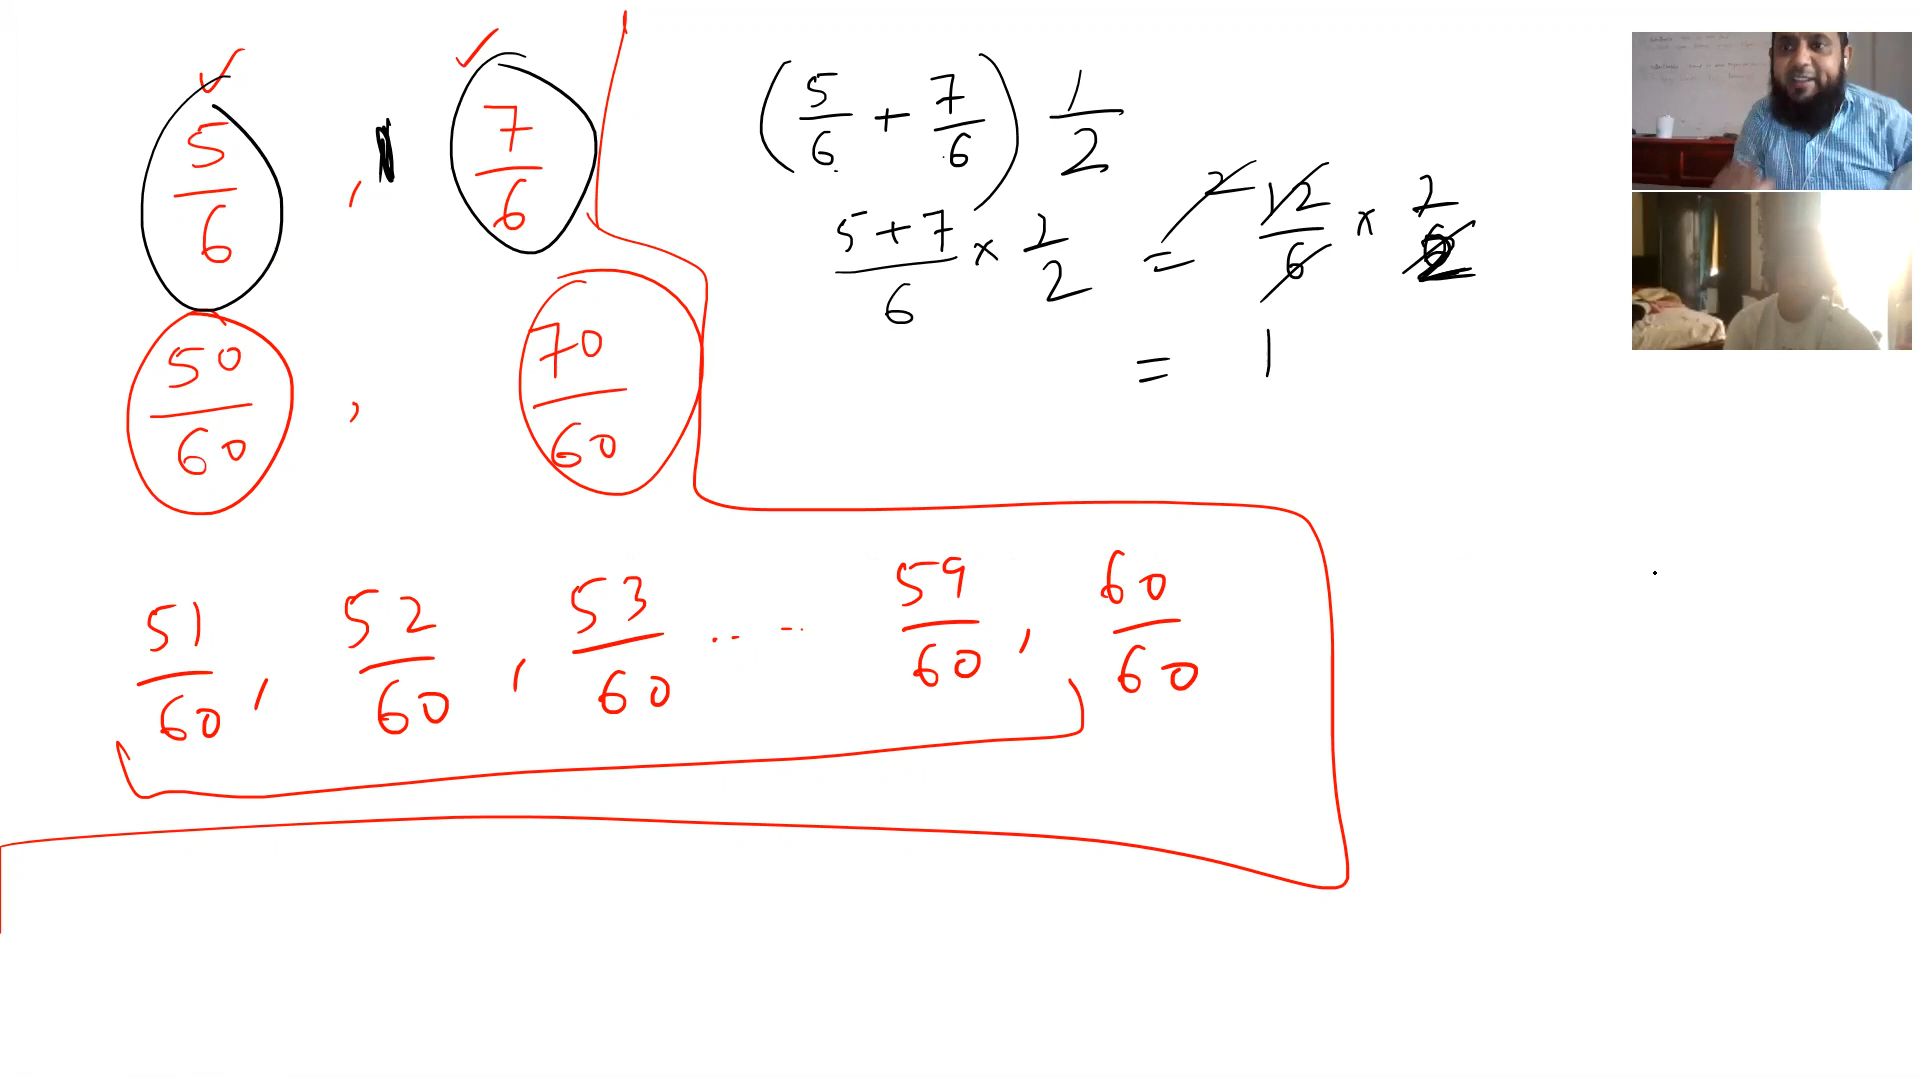 5/6 , 7/6
(5/6 + 7/6) 1/2
(5+7)/6 × 1/2 = 12/6 × 1/2
2
= 1
50/60 , 70/60
51/60 , 52/60 , 53/60 ..... 59/60 , 60/60